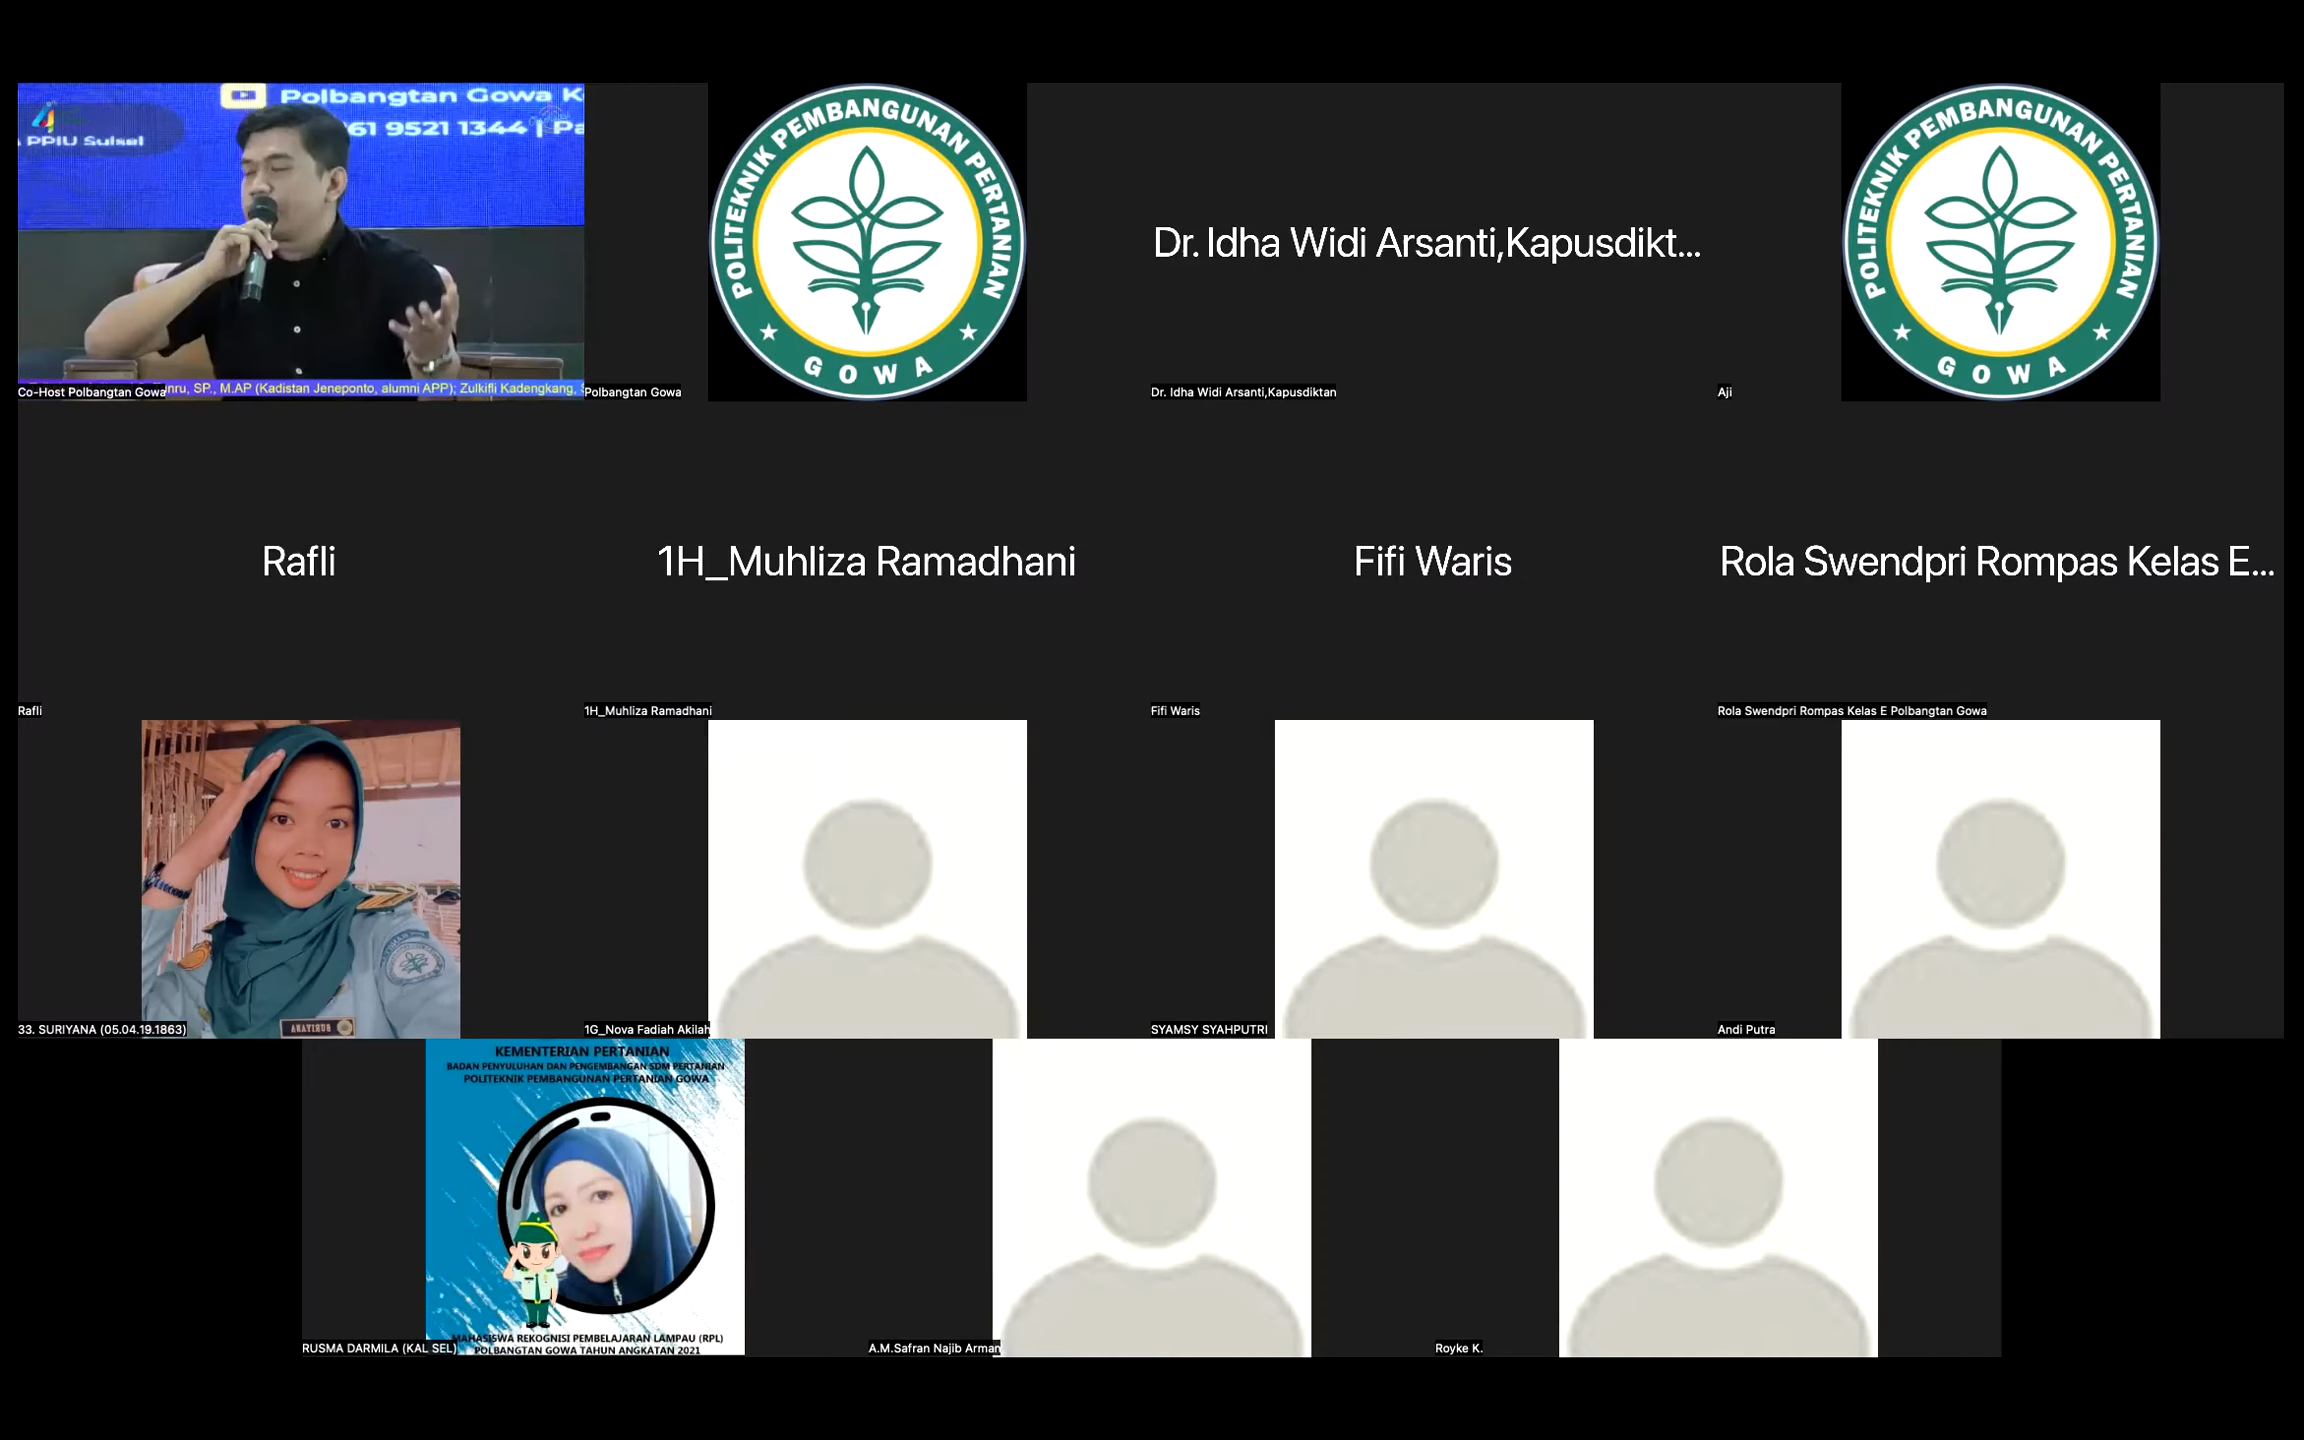 Polbangtan Gowa K
61 9521 1344 | Pa
PPIU Sulsel
nru, SP., M.AP (Kadistan Jeneponto, alumni APP); Zulkifli Kadengkang,
Co-Host Polbangtan Gowa
POLITEKNIK PEMBANGUNAN PERTANIAN
GOWA
Polbangtan Gowa
Dr. Idha Widi Arsanti,Kapusdikt...
Dr. Idha Widi Arsanti,Kapusdiktan
POLITEKNIK PEMBANGUNAN PERTANIAN
GOWA
Aji
Rafli
Rafli
1H_Muhliza Ramadhani
1H_Muhliza Ramadhani
Fifi Waris
Fifi Waris
Rola Swendpri Rompas Kelas E...
Rola Swendpri Rompas Kelas E Polbangtan Gowa
SURIYANA
33. SURIYANA (05.04.19.1863)
1G_Nova Fadiah Akilah
SYAMSY SYAHPUTRI
Andi Putra
KEMENTERIAN PERTANIAN
BADAN PENYULUHAN DAN PENGEMBANGAN SDM PERTANIAN
POLITEKNIK PEMBANGUNAN PERTANIAN GOWA
MAHASISWA REKOGNISI PEMBELAJARAN LAMPAU (RPL)
POLBANGTAN GOWA TAHUN ANGKATAN 2021
RUSMA DARMILA (KAL SEL)
A.M.Safran Najib Arman
Royke K.